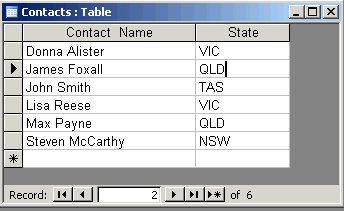 Contacts : Table
Contact Name State
Donna Alister VIC
James Foxall QLD
John Smith TAS
Lisa Reese VIC
Max Payne QLD
Steven McCarthy NSW
Record: 2 of 6